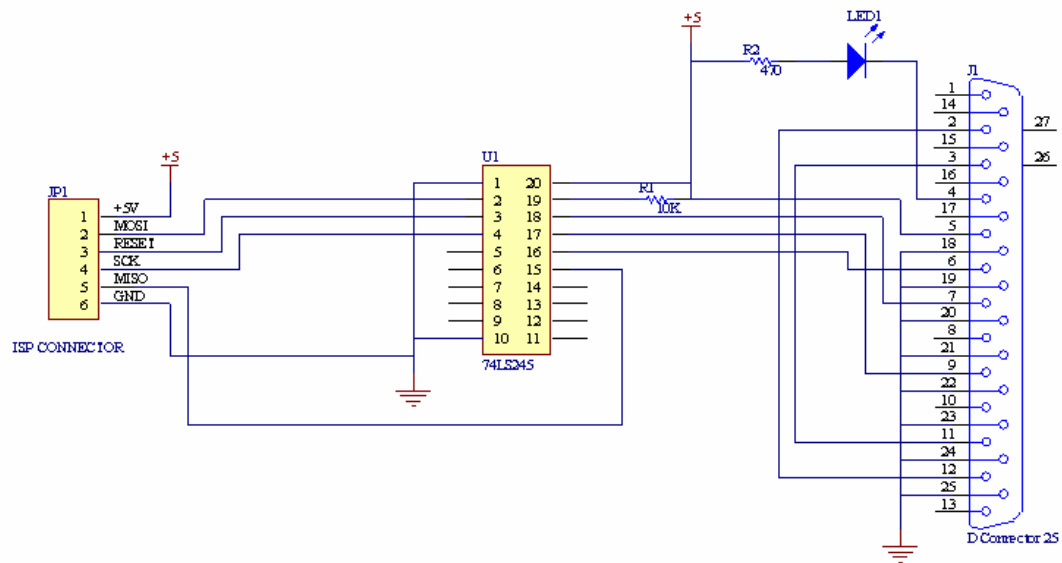 LED1
+5
R2
470
J1
1
14
2
27
15
3
26
16
4
17
5
18
6
19
7
20
8
21
9
22
10
23
11
24
12
25
13
D Connector 25
U1
1 20
2 19
3 18
4 17
5 16
6 15
7 14
8 13
9 12
10 11
74LS245
R1
10K
+5
JP1
1 +5V
2 MOSI
3 RESET
4 SCK
5 MISO
6 GND
ISP CONNECTOR